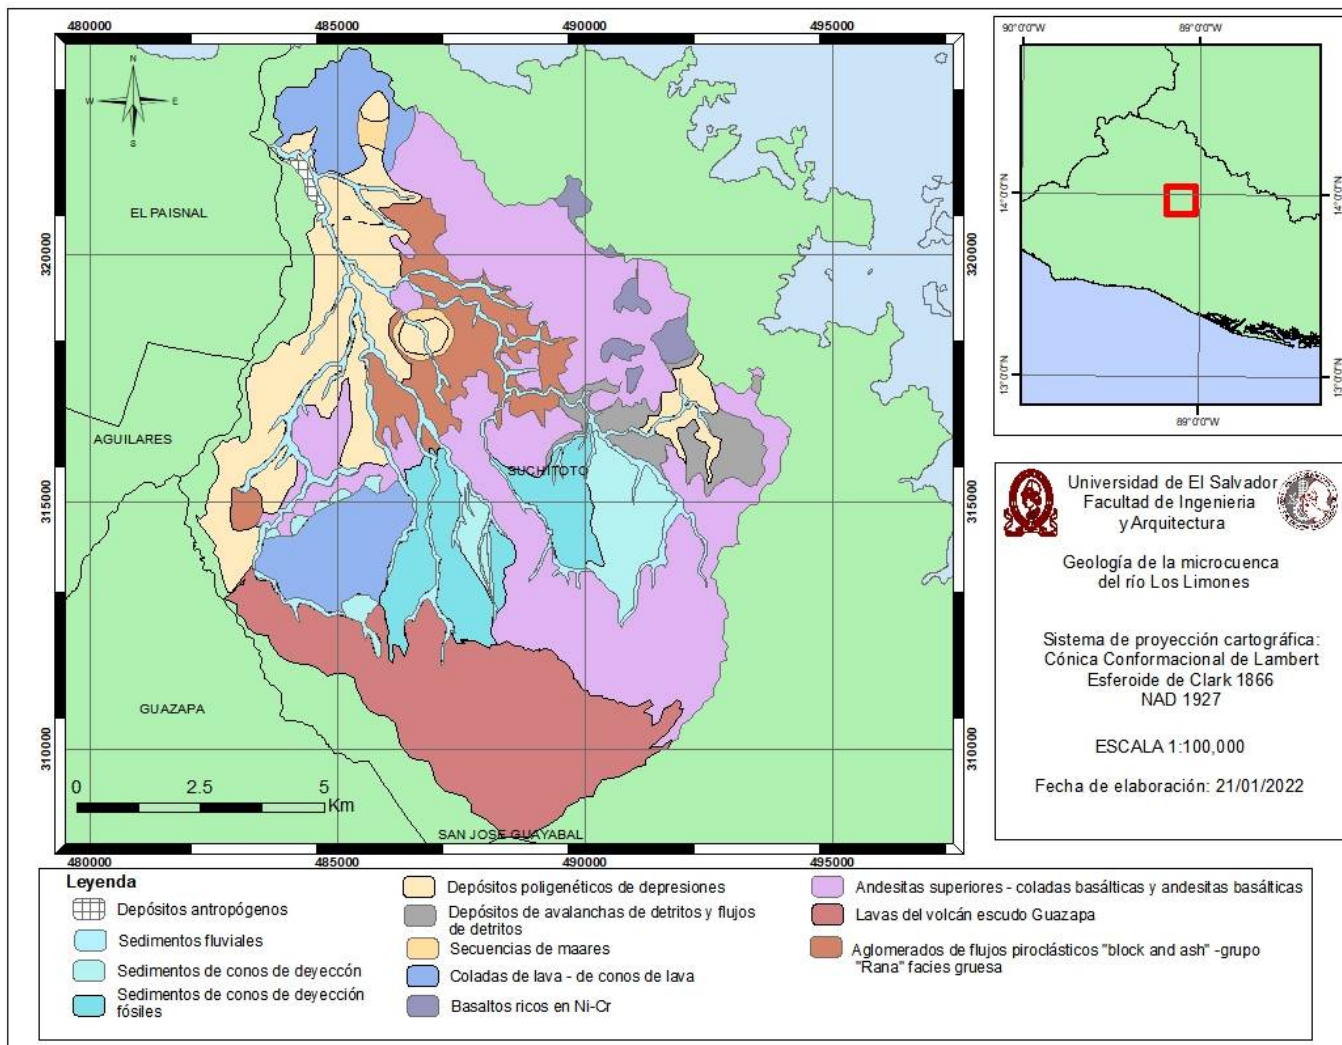 480000
485000
490000
495000
N
W
E
S
EL PAISNAL
320000
320000
AGUILARES
SUCHITOTO
315000
315000
GUAZAPA
310000
310000
0
2.5
5
Km
SAN JOSE GUAYABAL
480000
485000
490000
495000
90°0'0"W
89°0'0"W
14°0'0"N
14°0'0"N
13°0'0"N
13°0'0"N
89°0'0"W
Universidad de El Salvador
Facultad de Ingenieria
y Arquitectura
Geología de la microcuenca
del río Los Limones
Sistema de proyección cartográfica:
Cónica Conformacional de Lambert
Esferoide de Clark 1866
NAD 1927
ESCALA 1:100,000
Fecha de elaboración: 21/01/2022
Leyenda
Depósitos antropógenos
Sedimentos fluviales
Sedimentos de conos de deyeccón
Sedimentos de conos de deyección
fósiles
Depósitos poligenéticos de depresiones
Depósitos de avalanchas de detritos y flujos
de detritos
Secuencias de maares
Coladas de lava - de conos de lava
Basaltos ricos en Ni-Cr
Andesitas superiores - coladas basálticas y andesitas basálticas
Lavas del volcán escudo Guazapa
Aglomerados de flujos piroclásticos "block and ash" -grupo
"Rana" facies gruesa